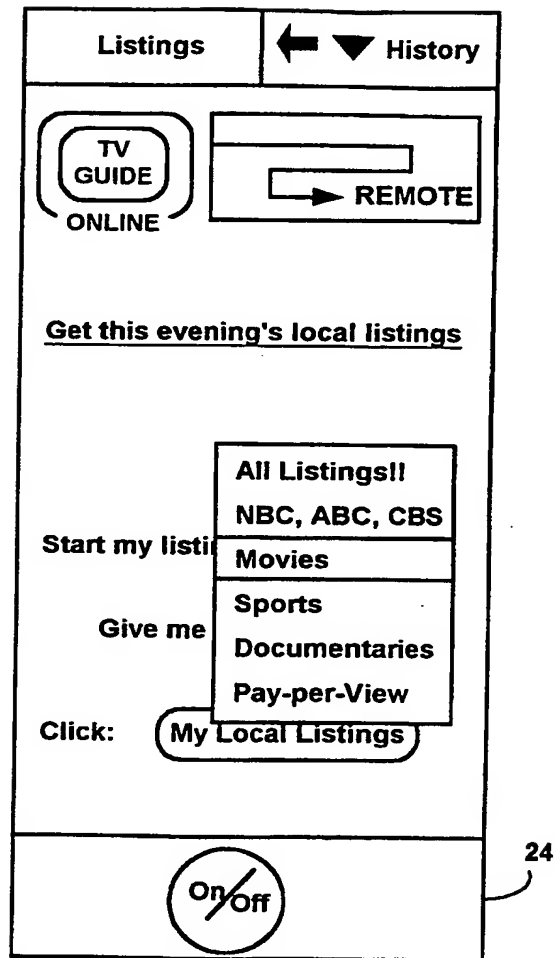 Listings
History
TV
GUIDE
ONLINE
REMOTE
Get this evening's local listings
All Listings!!
NBC, ABC, CBS
Start my
Movies
Sports
Give me
Documentaries
Pay-per-View
Click:
My Local Listings
On/Off
24